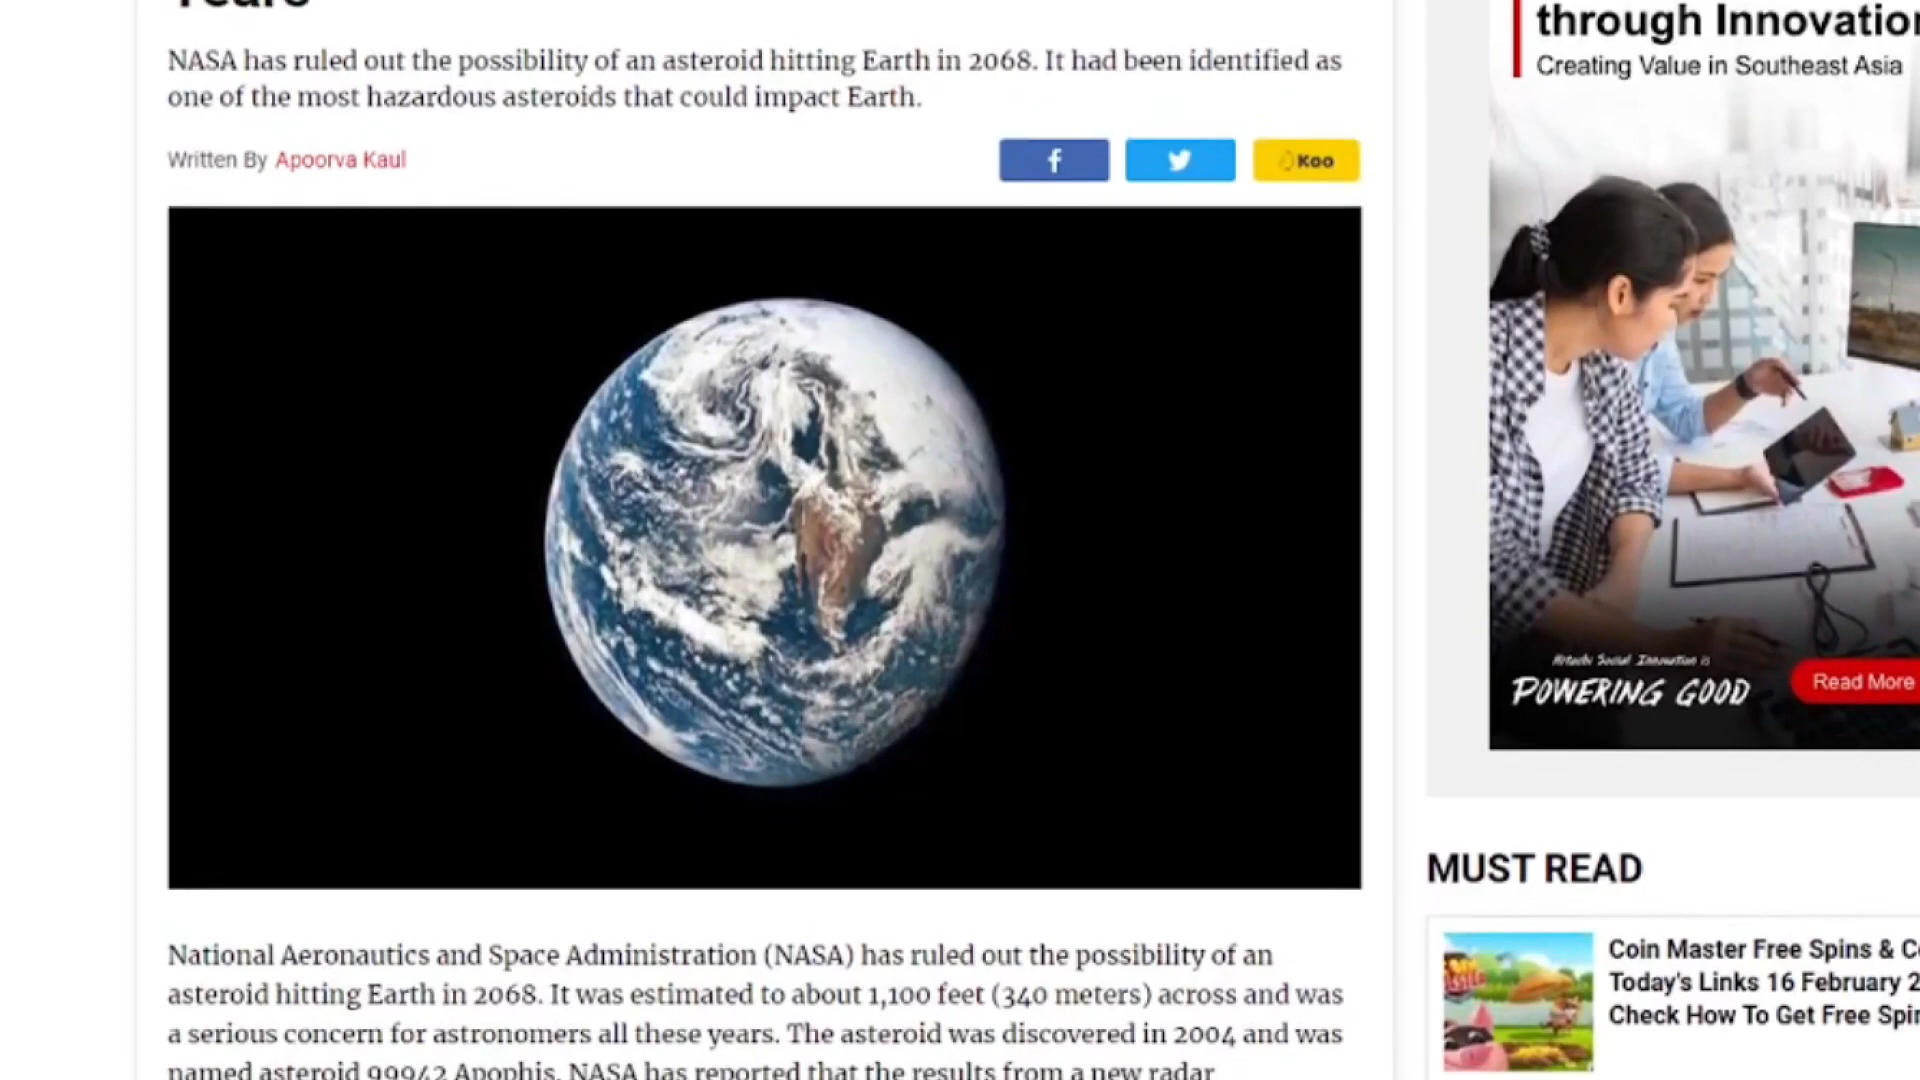 Years
NASA has ruled out the possibility of an asteroid hitting Earth in 2068. It had been identified as
one of the most hazardous asteroids that could impact Earth.
Written By Apoorva Kaul
f
Koo
National Aeronautics and Space Administration (NASA) has ruled out the possibility of an
asteroid hitting Earth in 2068. It was estimated to about 1,100 feet (340 meters) across and was
a serious concern for astronomers all these years. The asteroid was discovered in 2004 and was
named asteroid 99942 Apophis. NASA has reported that the results from a new radar
through Innovation
Creating Value in Southeast Asia
Hitachi Social Innovation is
POWERING GOOD
Read More
MUST READ
Coin Master Free Spins &
Today's Links 16 February
Check How To Get Free